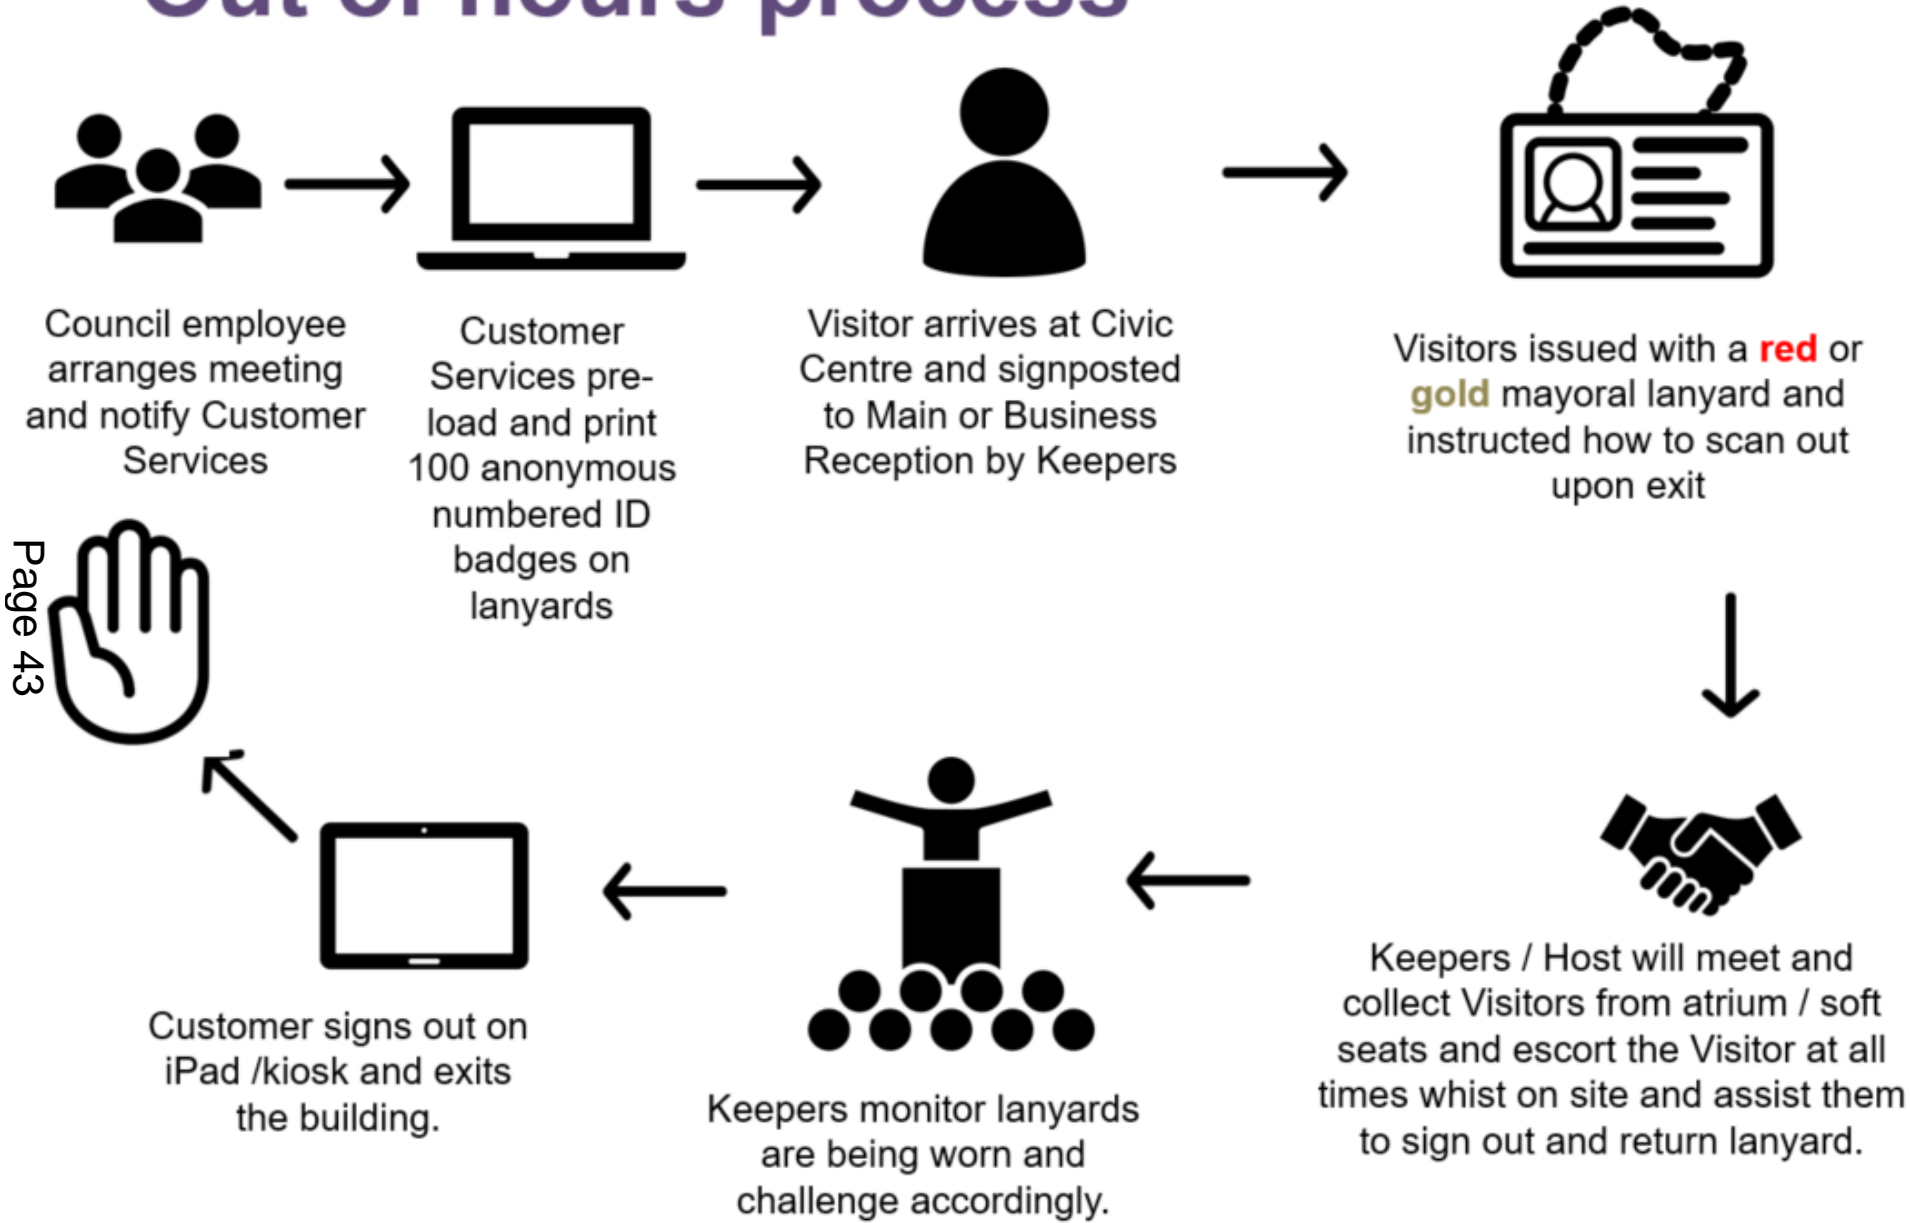 Out of hours process
Council employee
arranges meeting
and notify Customer
Services
Customer
Services pre-
load and print
100 anonymous
numbered ID
badges on
lanyards
Visitor arrives at Civic
Centre and signposted
to Main or Business
Reception by Keepers
Visitors issued with a red or
gold mayoral lanyard and
instructed how to scan out
upon exit
Keepers / Host will meet and
collect Visitors from atrium / soft
seats and escort the Visitor at all
times whist on site and assist them
to sign out and return lanyard.
Keepers monitor lanyards
are being worn and
challenge accordingly.
Customer signs out on
iPad /kiosk and exits
the building.
Page 43